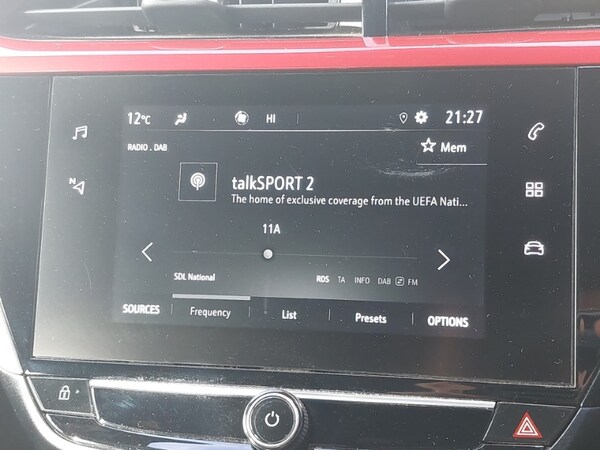 12°C HI 21:27
RADIO . DAB
Mem
N
talkSPORT 2
The home of exclusive coverage from the UEFA Nati...
11A
SDL National RDS TA INFO DAB FM
SOURCES Frequency List Presets OPTIONS